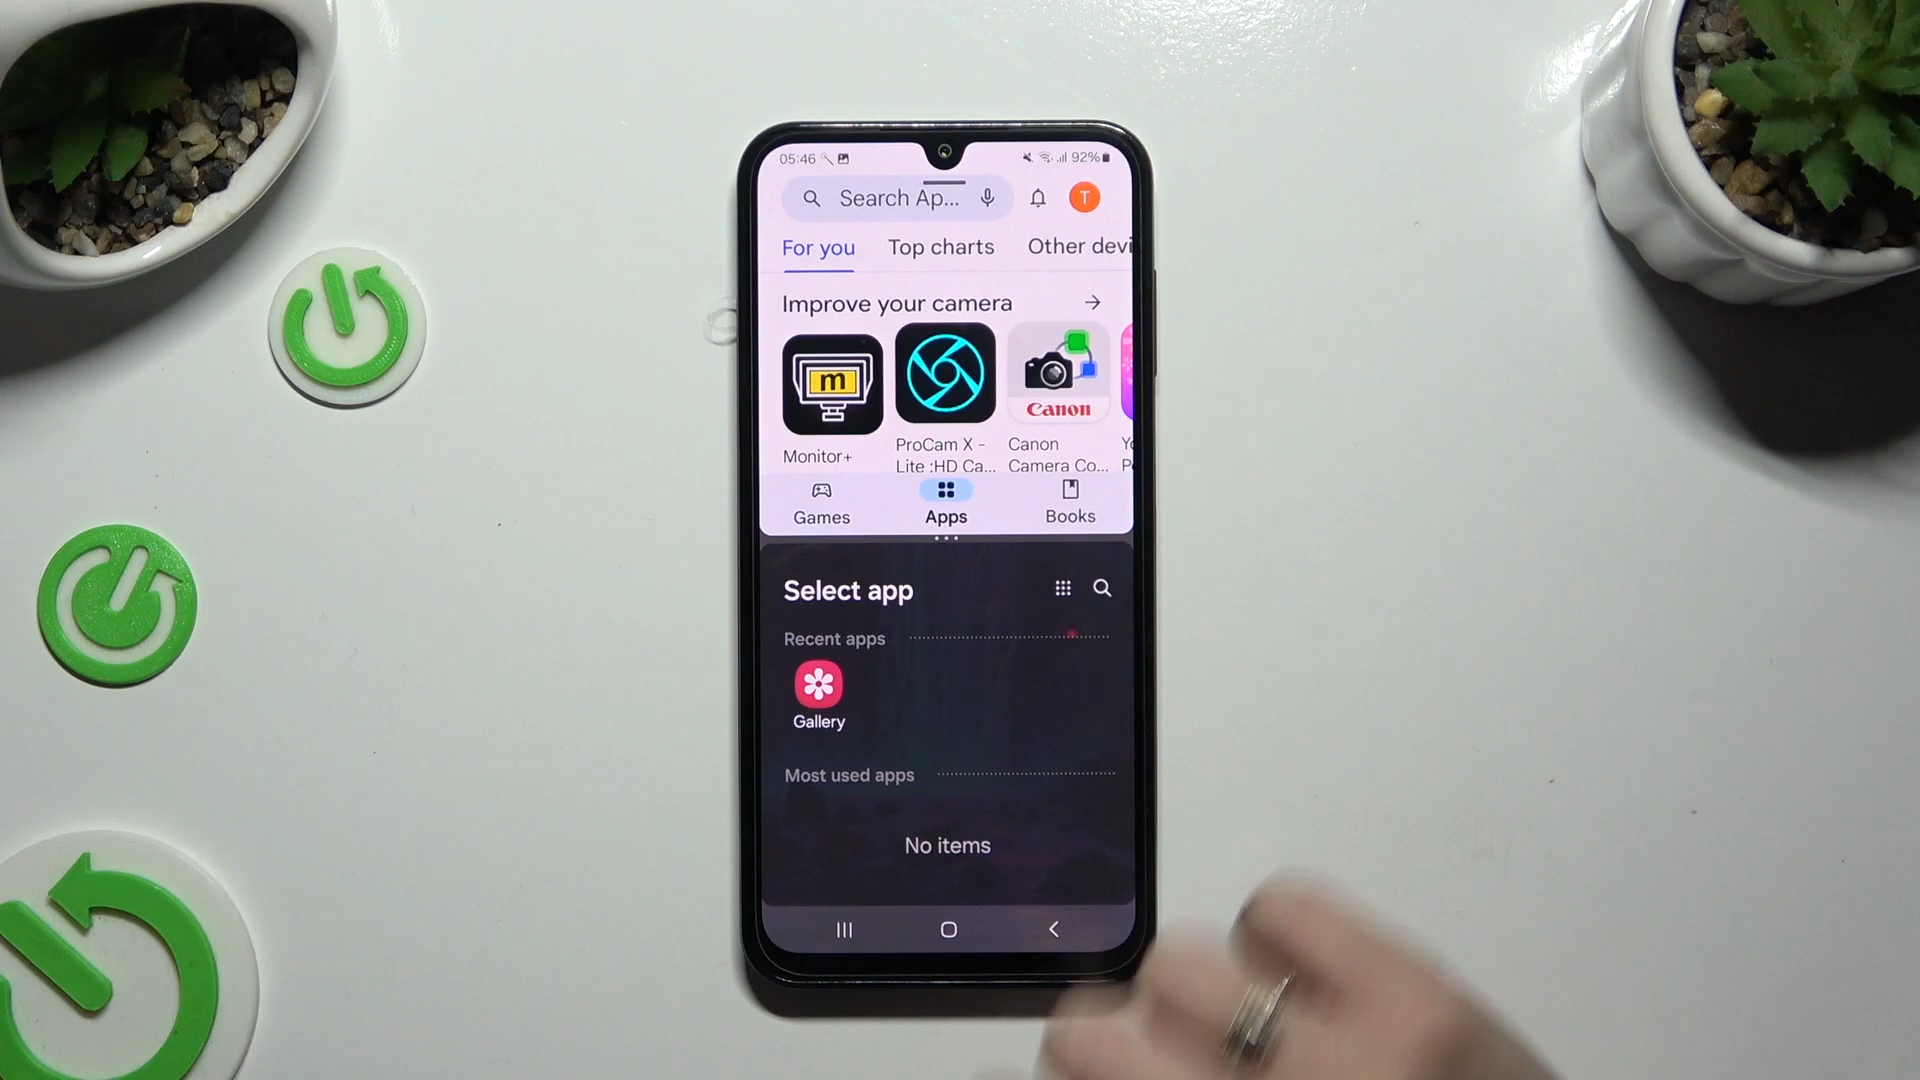 05:46 92%
Search Ap... T
For you Top charts Other devi
Improve your camera
m Canon
Monitor+ ProCam X - Lite :HD Ca... Canon Camera Co...
Games Apps Books
Select app
Recent apps
Gallery
Most used apps
No items